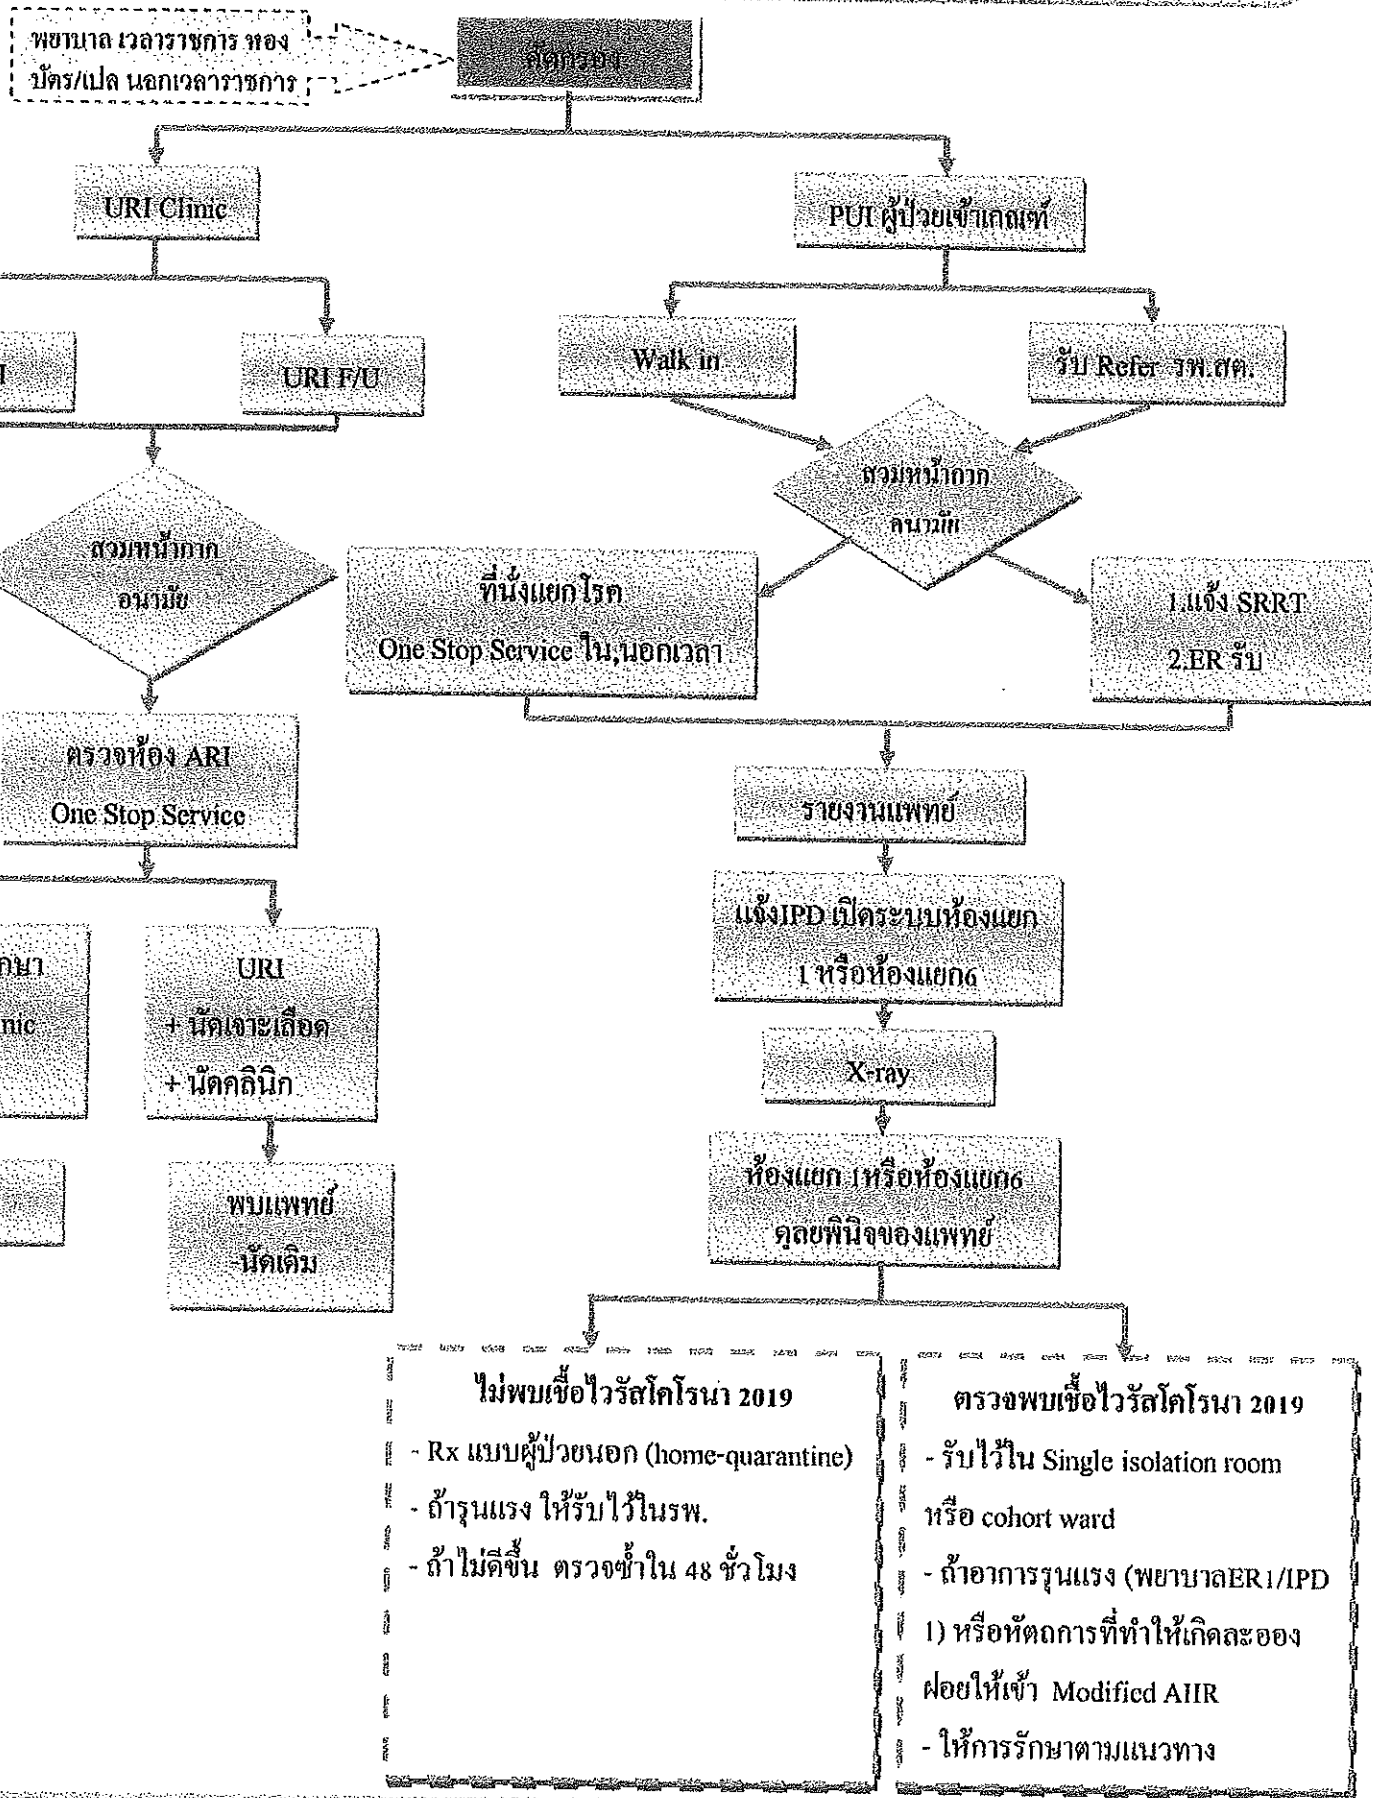 พยาบาล เวลาราชการ ห้อง
บัตร/เปล นอกเวลาราชการ
คัดกรอง
URI Clinic
PUI ผู้ป่วยเข้าเกณฑ์
I
URI F/U
Walk in
รับ Refer รพ.สต.
สวมหน้ากาก
อนามัย
สวมหน้ากาก
อนามัย
ที่นั่งแยกโรค
One Stop Service ใน,นอกเวลา
1.แจ้ง SRRT
2.ER รับ
ตรวจห้อง ARI
One Stop Service
รายงานแพทย์
แจ้งIPD เปิดระบบห้องแยก
1 หรือห้องแยก6
กษา
nic
URI
+ นัดเจาะเลือด
+ นัดคลินิก
X-ray
ห้องแยก 1หรือห้องแยก6
ดุลยพินิจของแพทย์
พบแพทย์
-นัดเดิม
ไม่พบเชื้อไวรัสโคโรนา 2019
- Rx แบบผู้ป่วยนอก (home-quarantine)
- ถ้ารุนแรง ให้รับไว้ในรพ.
- ถ้าไม่ดีขึ้น ตรวจซ้ำใน 48 ชั่วโมง
ตรวจพบเชื้อไวรัสโคโรนา 2019
- รับไว้ใน Single isolation room
หรือ cohort ward
- ถ้าอาการรุนแรง (พยาบาลER1/IPD
1) หรือหัตถการที่ทำให้เกิดละออง
ฝอยให้เข้า Modified AIIR
- ให้การรักษาตามแนวทาง